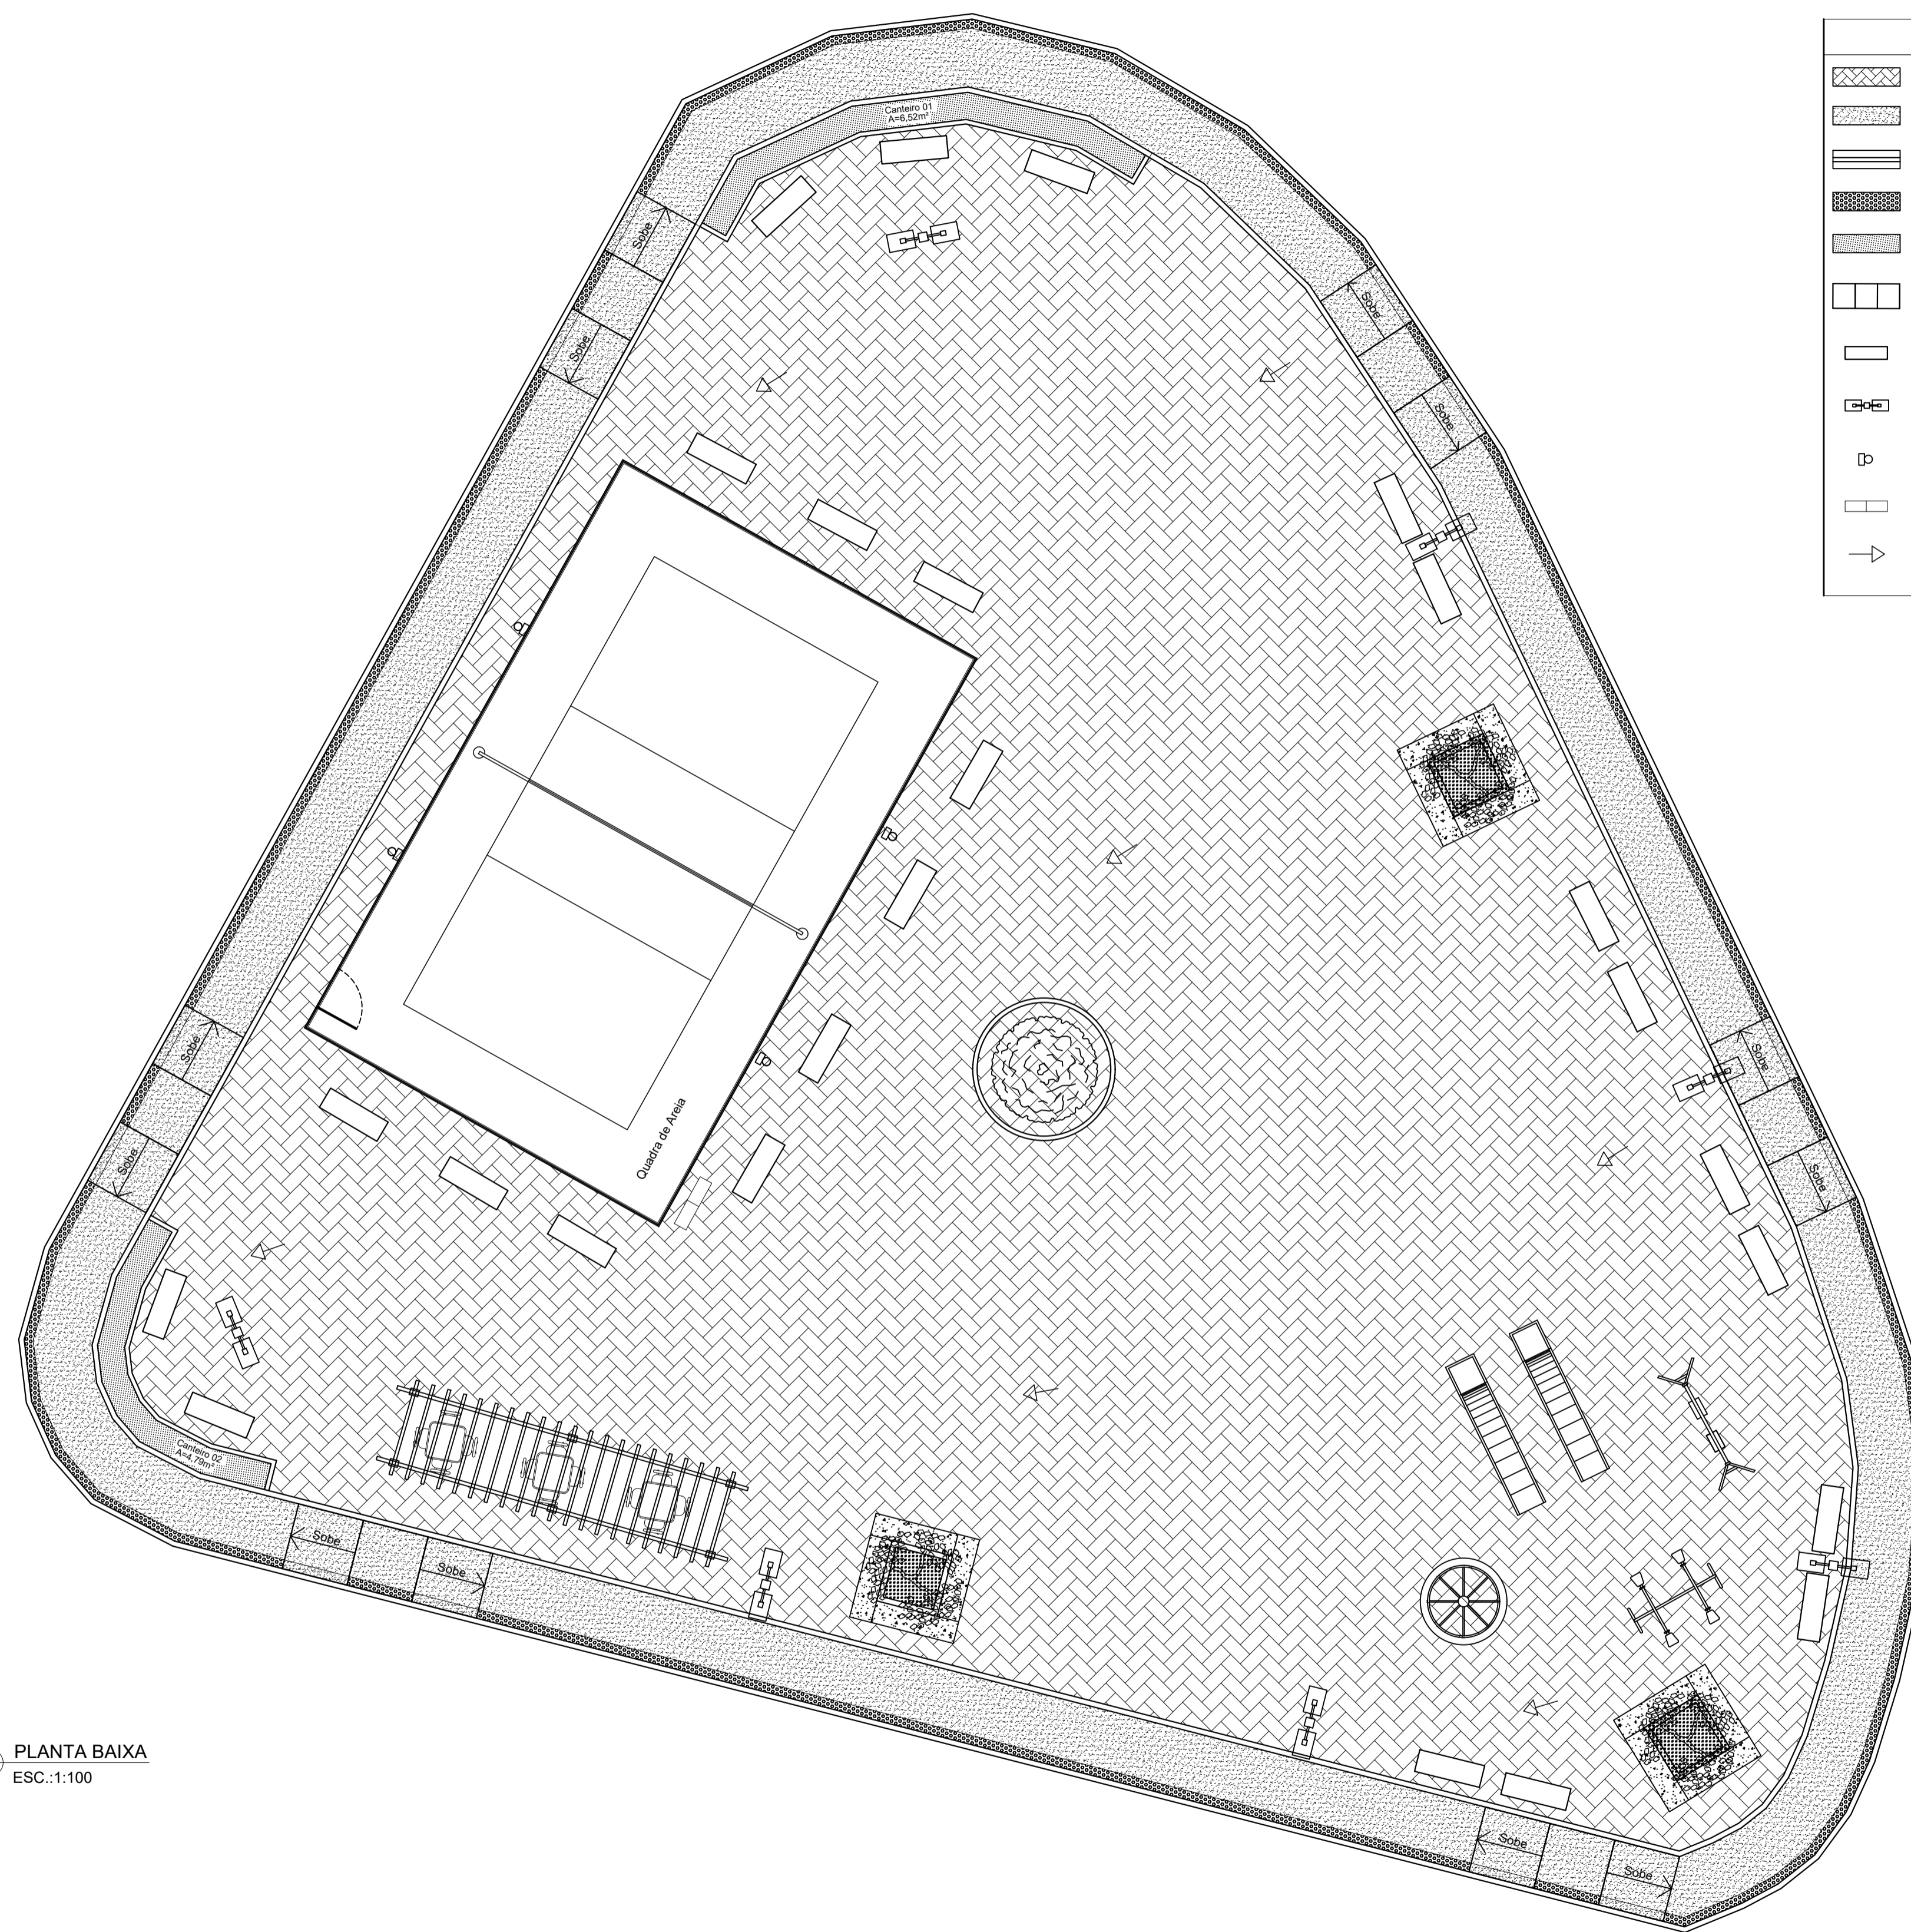 Canteiro 01
A=6,52m²
Sobe
Sobe
Sobe
Sobe
Quadra de Areia
Sobe
Sobe
Sobe
Sobe
Canteiro 02
A=4,79m²
Sobe
Sobe
PLANTA BAIXA
ESC.:1:100
Sobe
Sobe